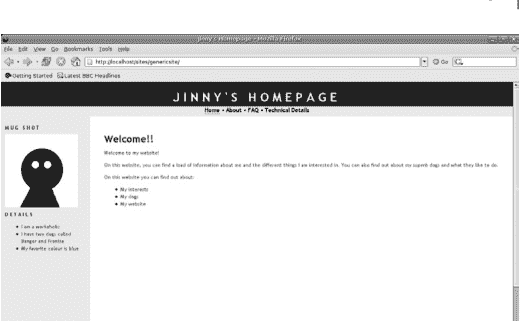 Jinny's Homepage - Mozilla Firefox
File Edit View Go Bookmarks Tools Help
http://localhost/sites/genericsite/ Go
Getting Started Latest BBC Headlines
JINNY'S HOMEPAGE
Home • About • FAQ • Technical Details
MUG SHOT
Welcome!!
Welcome to my website!
On this website, you can find a load of information about me and the different things I am interested in. You can also find out about my dogs and what they like to do.
On this website you can find out about:
• My interests
• My dogs
• My website
DETAILS
• I am a workaholic
• I have two dogs called
and
• My favorite colour is blue